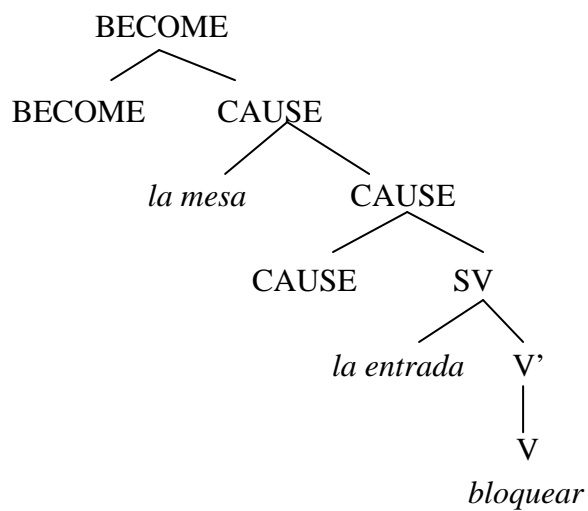 BECOME
BECOME CAUSE
la mesa CAUSE
CAUSE SV
la entrada V’
V
bloquear